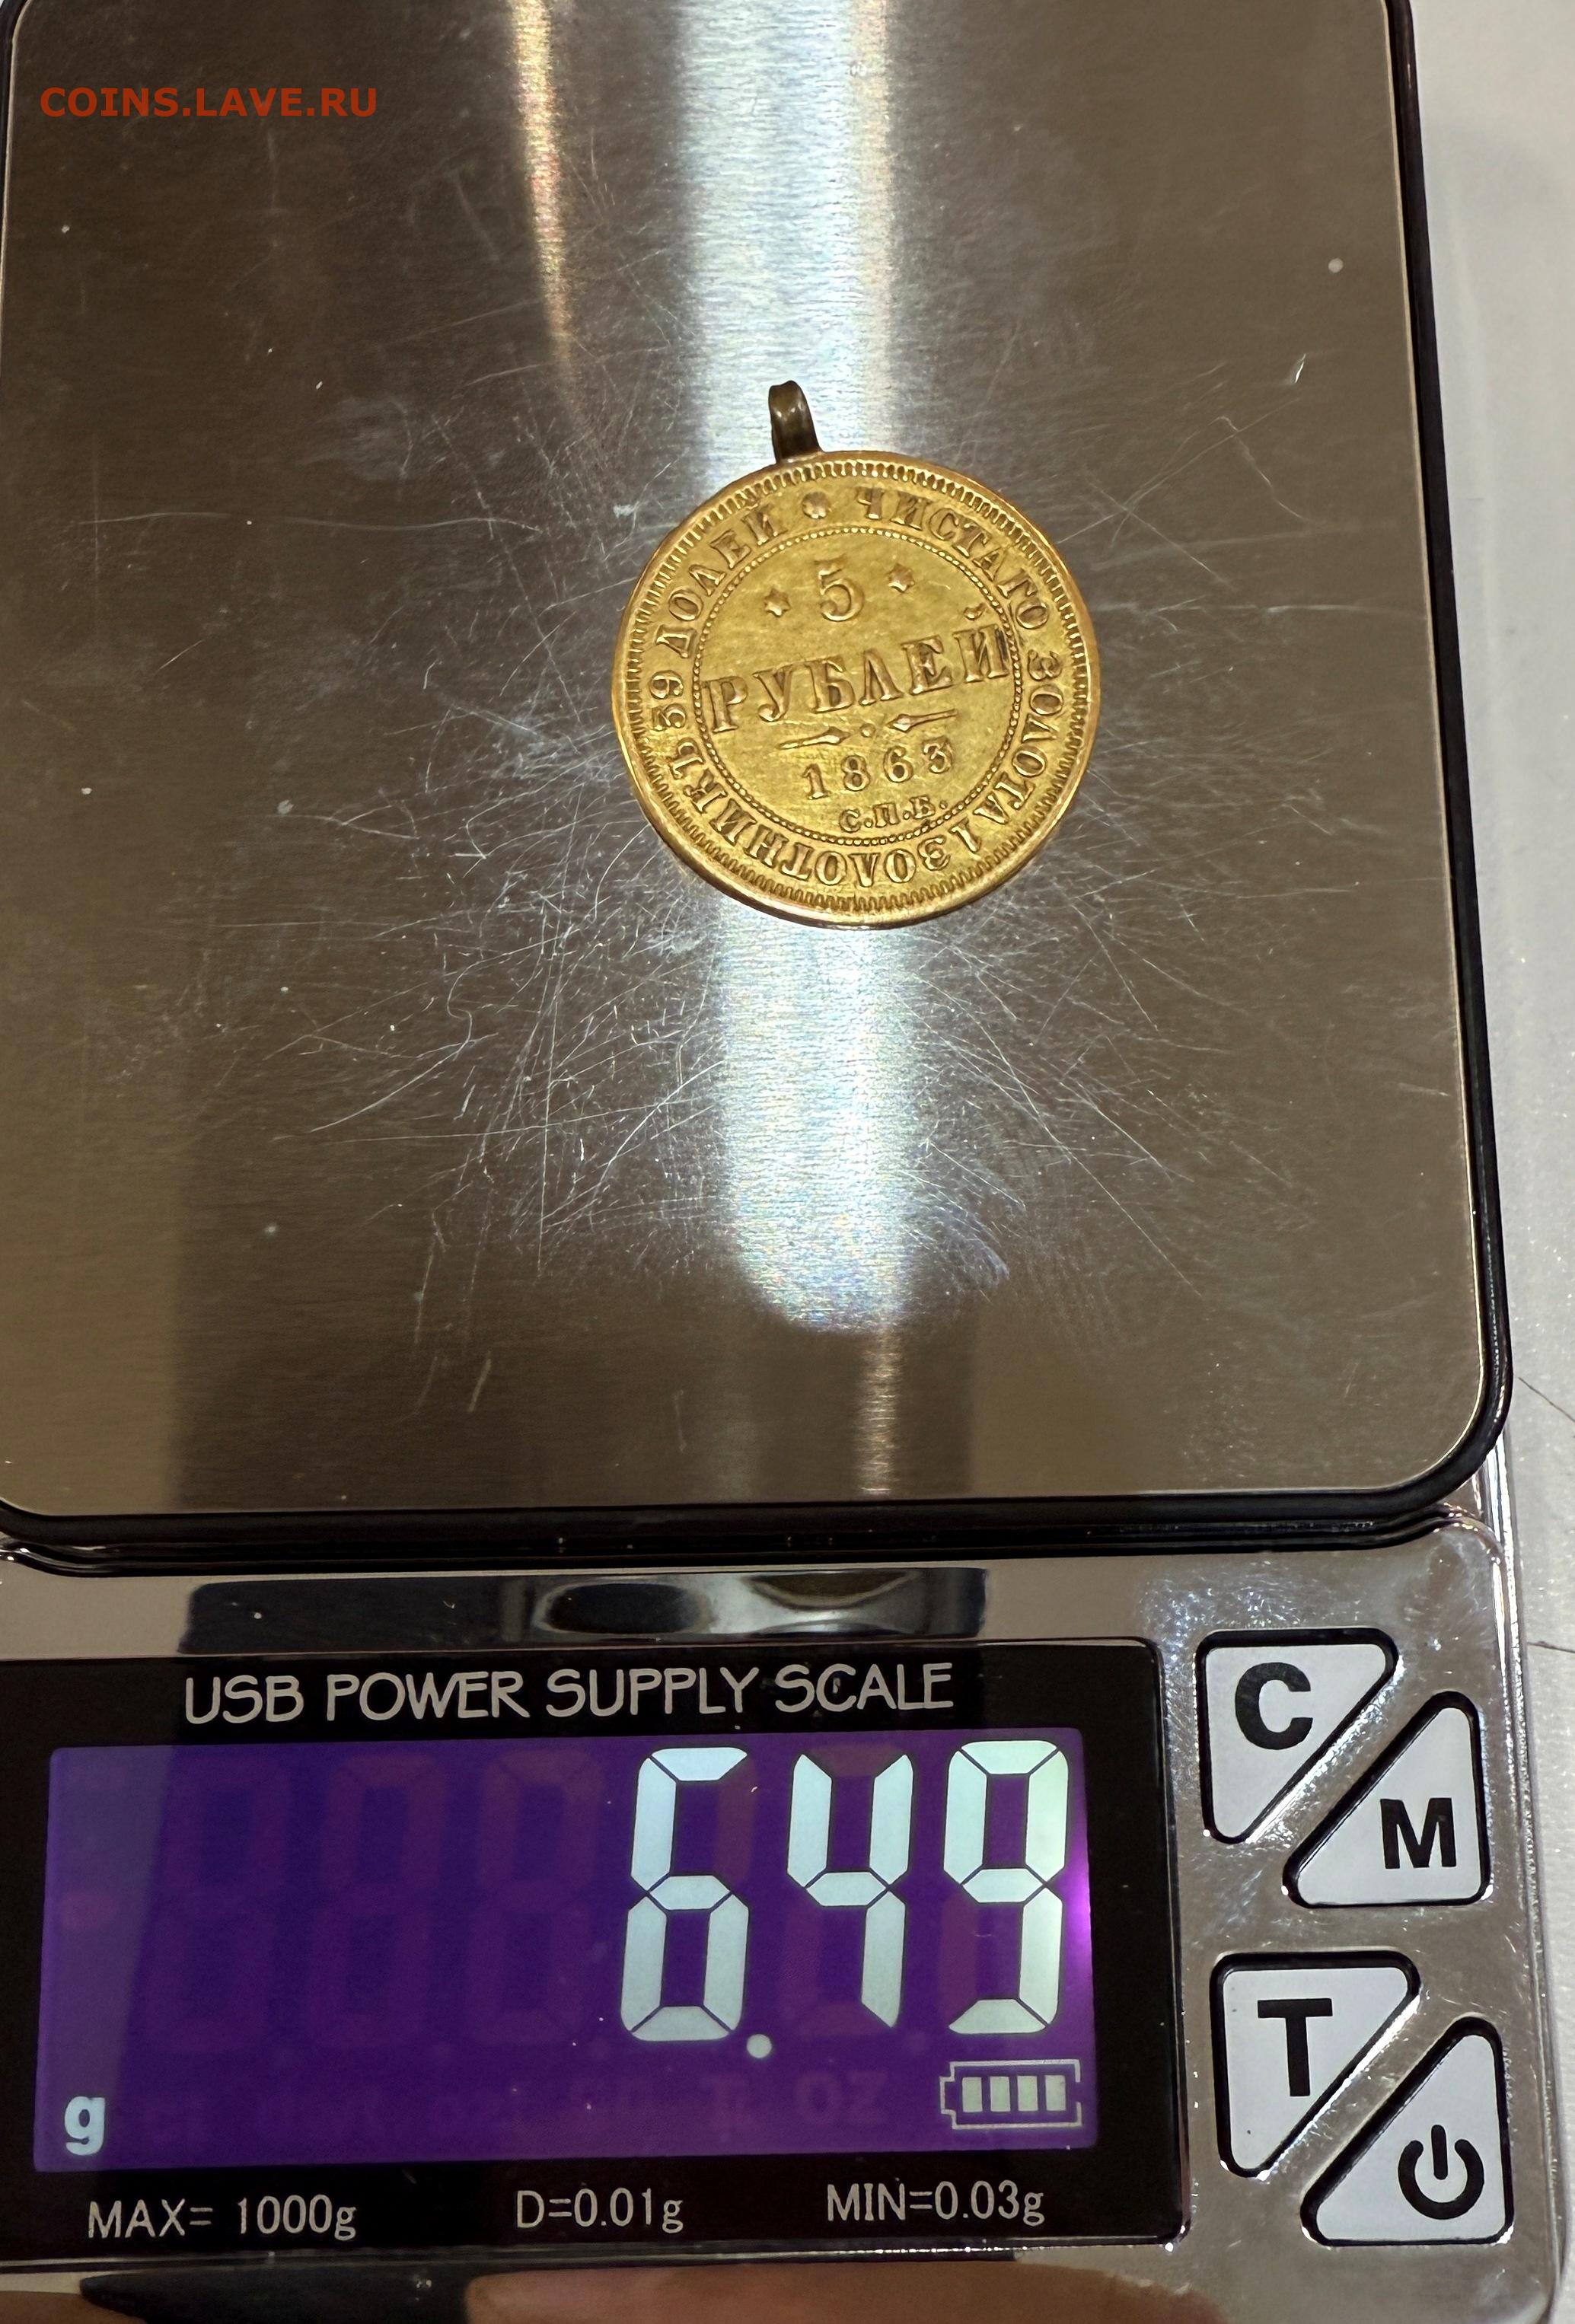 COINS.LAVE.RU
ЧИСТАГО ЗОЛОТА 1 ЗОЛОТНИКЪ 39 ДОЛЕЙ
5
РУБЛЕЙ
1863
С.П.Б.
USB POWER SUPPLY SCALE
6.49
g
MAX= 1000g D=0.01g MIN=0.03g
C
M
T